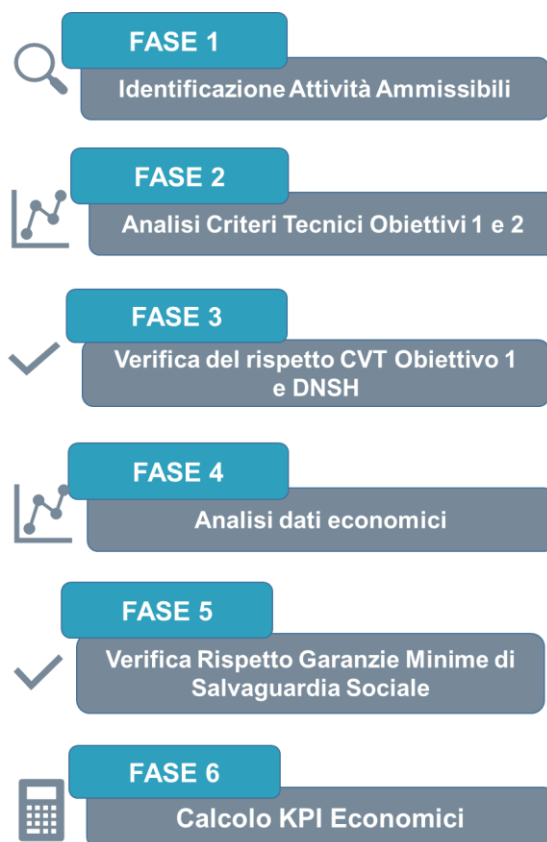 FASE 1
Identificazione Attività Ammissibili
FASE 2
Analisi Criteri Tecnici Obiettivi 1 e 2
FASE 3
Verifica del rispetto CVT Obiettivo 1
e DNSH
FASE 4
Analisi dati economici
FASE 5
Verifica Rispetto Garanzie Minime di
Salvaguardia Sociale
FASE 6
Calcolo KPI Economici